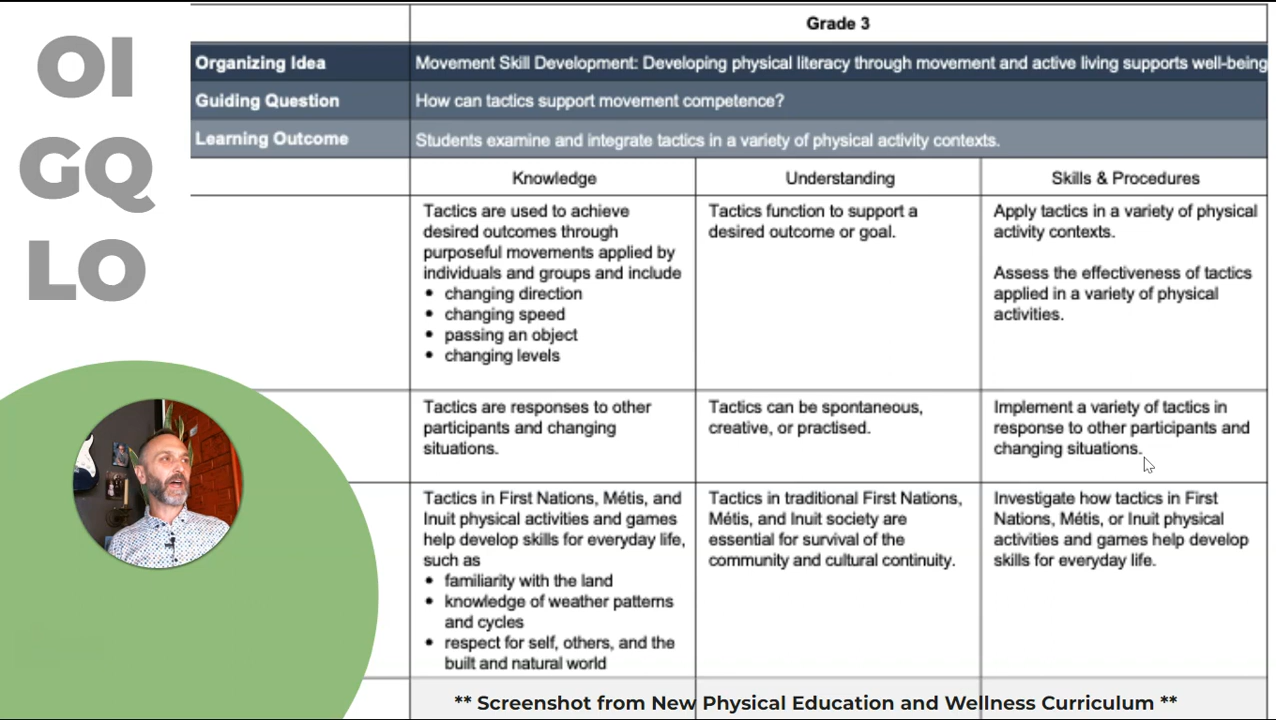 OI
GQ
LO
Grade 3
Organizing Idea
Movement Skill Development: Developing physical literacy through movement and active living supports well-being
Guiding Question
How can tactics support movement competence?
Learning Outcome
Students examine and integrate tactics in a variety of physical activity contexts.
Knowledge
Understanding
Skills & Procedures
Tactics are used to achieve
desired outcomes through
purposeful movements applied by
individuals and groups and include
• changing direction
• changing speed
• passing an object
• changing levels
Tactics function to support a
desired outcome or goal.
Apply tactics in a variety of physical
activity contexts.
Assess the effectiveness of tactics
applied in a variety of physical
activities.
Tactics are responses to other
participants and changing
situations.
Tactics can be spontaneous,
creative, or practised.
Implement a variety of tactics in
response to other participants and
changing situations.
Tactics in First Nations, Métis, and
Inuit physical activities and games
help develop skills for everyday life,
such as
• familiarity with the land
• knowledge of weather patterns
and cycles
• respect for self, others, and the
built and natural world
Tactics in traditional First Nations,
Métis, and Inuit society are
essential for survival of the
community and cultural continuity.
Investigate how tactics in First
Nations, Métis, or Inuit physical
activities and games help develop
skills for everyday life.
** Screenshot from New Physical Education and Wellness Curriculum **